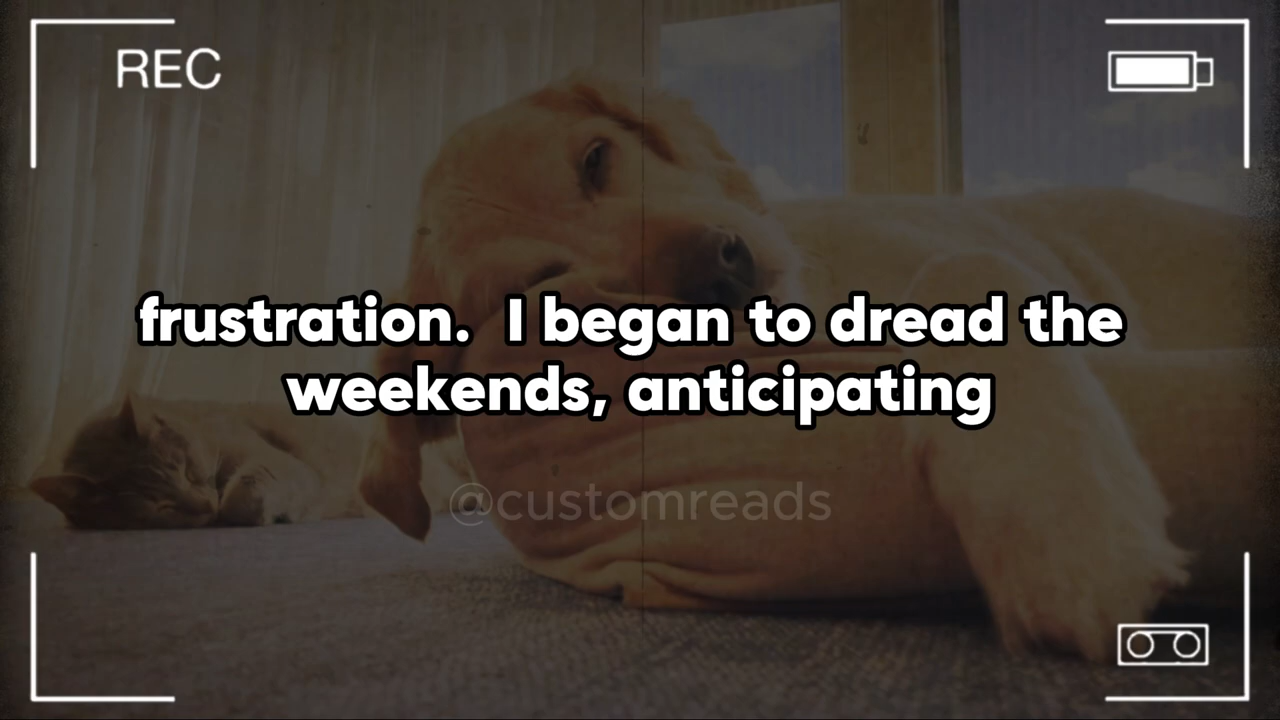 REC
frustration.  I began to dread the
weekends, anticipating
@customreads